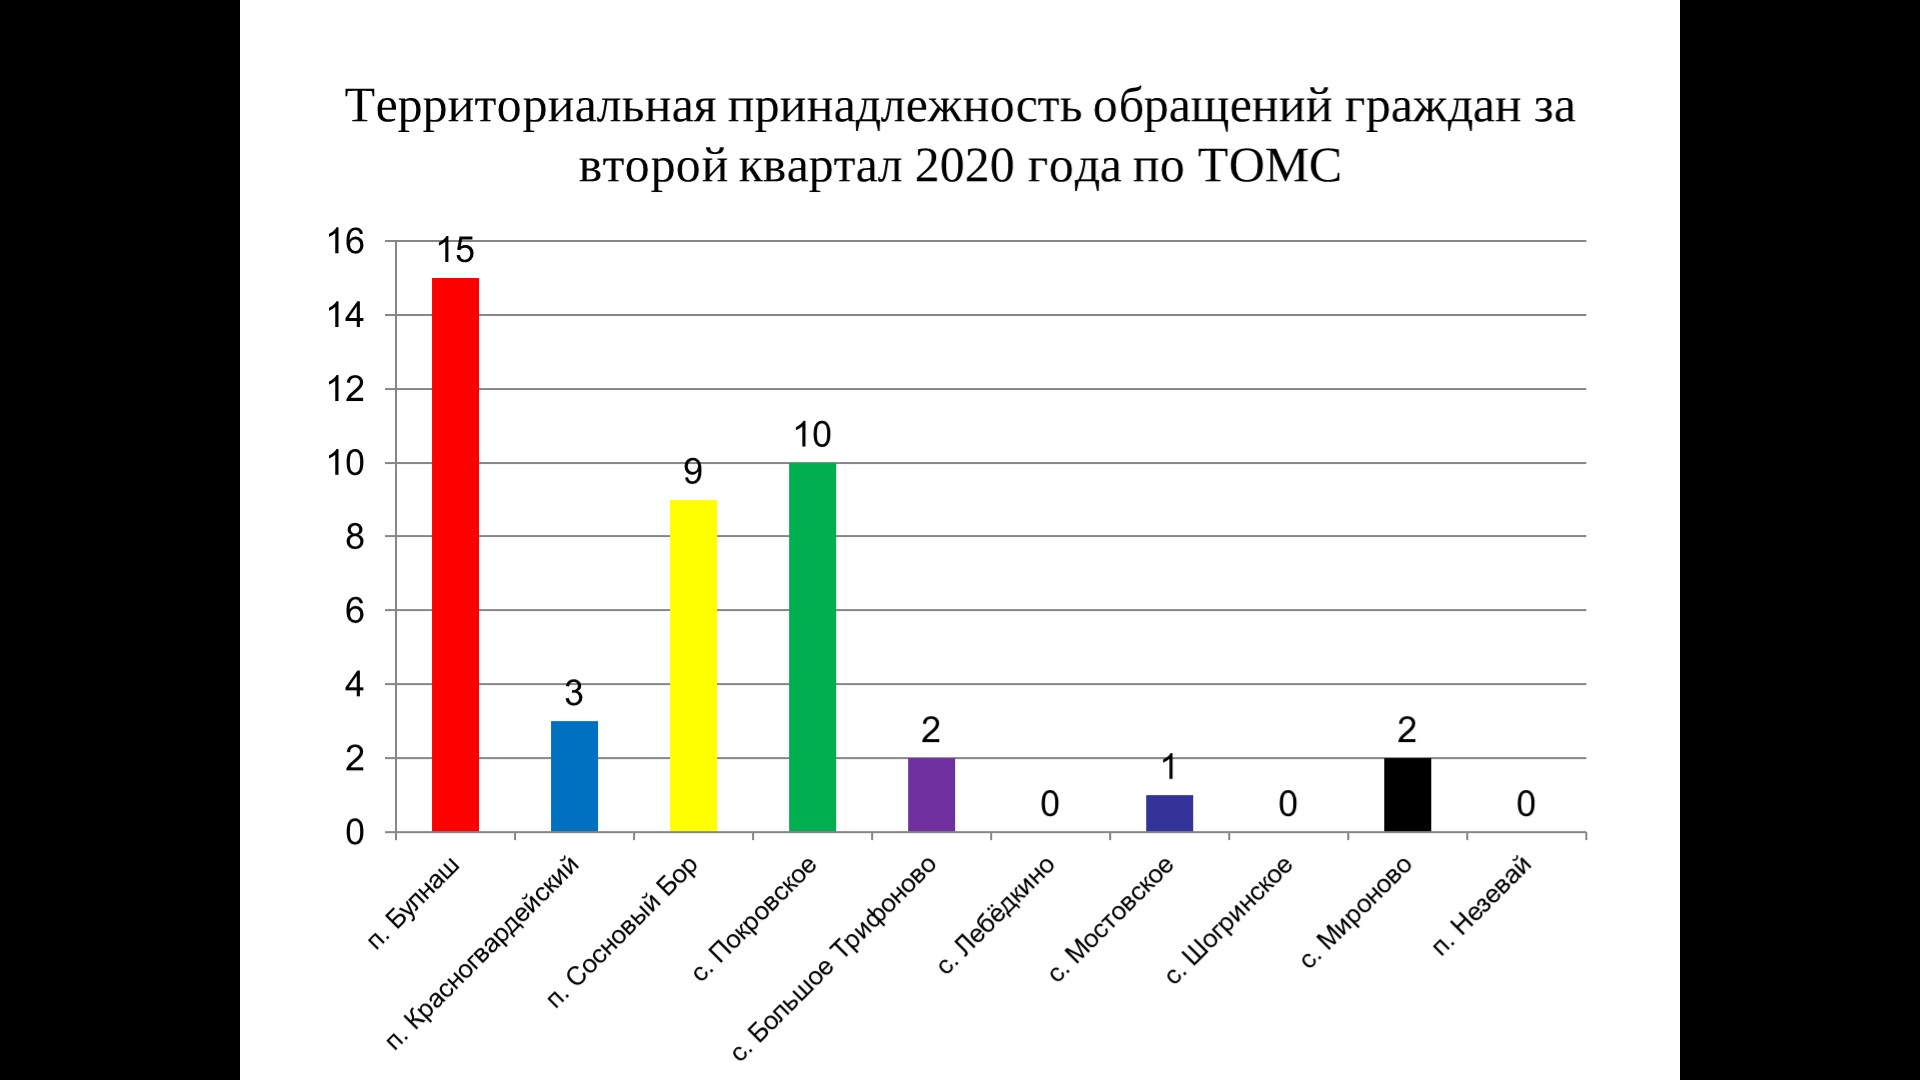 Территориальная принадлежность обращений граждан за
второй квартал 2020 года по ТОМС
16
14
12
10
8
6
4
2
0
15
3
9
10
2
0
1
0
2
0
п. Булнаш
п. Красногвардейский
п. Сосновый Бор
с. Покровское
с. Большое Трифоново
с. Лебёдкино
с. Мостовское
с. Шогринское
с. Мироново
п. Незевай